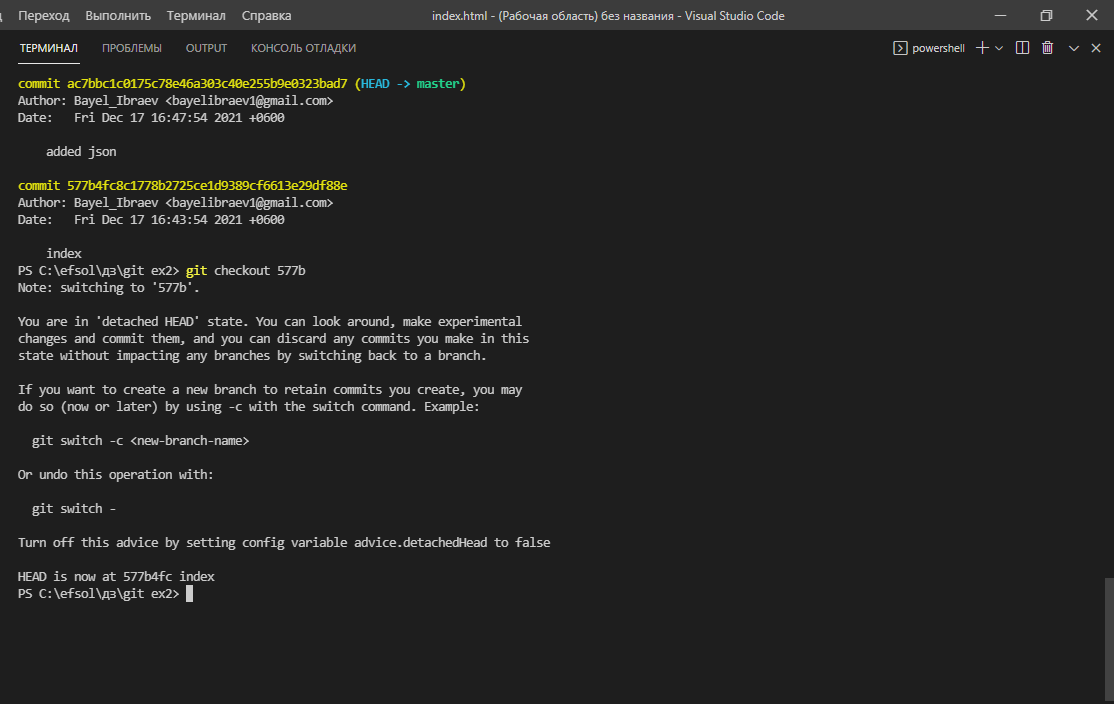 Переход Выполнить Терминал Справка index.html - (Рабочая область) без названия - Visual Studio Code
ТЕРМИНАЛ ПРОБЛЕМЫ OUTPUT КОНСОЛЬ ОТЛАДКИ powershell
commit ac7bbc1c0175c78e46a303c40e255b9e0323bad7 (HEAD -> master)
Author: Bayel_Ibraev <bayelibraev1@gmail.com>
Date:   Fri Dec 17 16:47:54 2021 +0600
added json
commit 577b4fc8c1778b2725ce1d9389cf6613e29df88e
Author: Bayel_Ibraev <bayelibraev1@gmail.com>
Date:   Fri Dec 17 16:43:54 2021 +0600
index
PS C:\efsol\дз\git ex2> git checkout 577b
Note: switching to '577b'.
You are in 'detached HEAD' state. You can look around, make experimental
changes and commit them, and you can discard any commits you make in this
state without impacting any branches by switching back to a branch.
If you want to create a new branch to retain commits you create, you may
do so (now or later) by using -c with the switch command. Example:
git switch -c <new-branch-name>
Or undo this operation with:
git switch -
Turn off this advice by setting config variable advice.detachedHead to false
HEAD is now at 577b4fc index
PS C:\efsol\дз\git ex2>